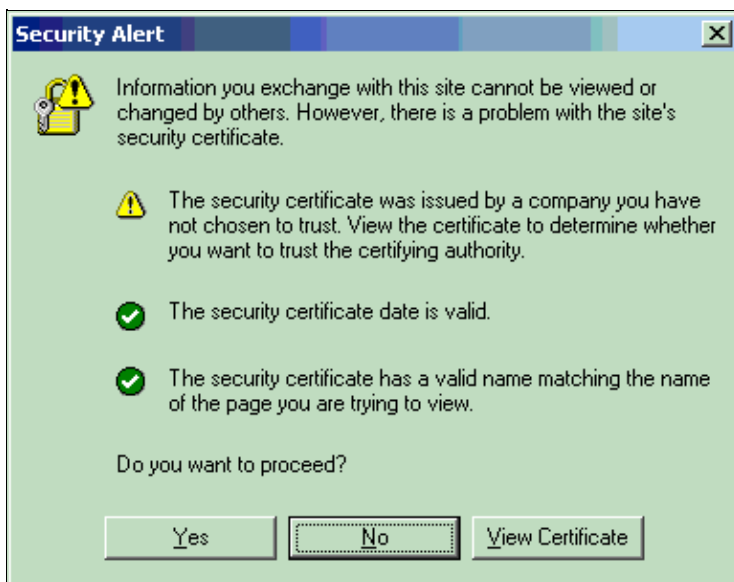 Security Alert
Information you exchange with this site cannot be viewed or
changed by others. However, there is a problem with the site's
security certificate.
The security certificate was issued by a company you have
not chosen to trust. View the certificate to determine whether
you want to trust the certifying authority.
The security certificate date is valid.
The security certificate has a valid name matching the name
of the page you are trying to view.
Do you want to proceed?
Yes No View Certificate